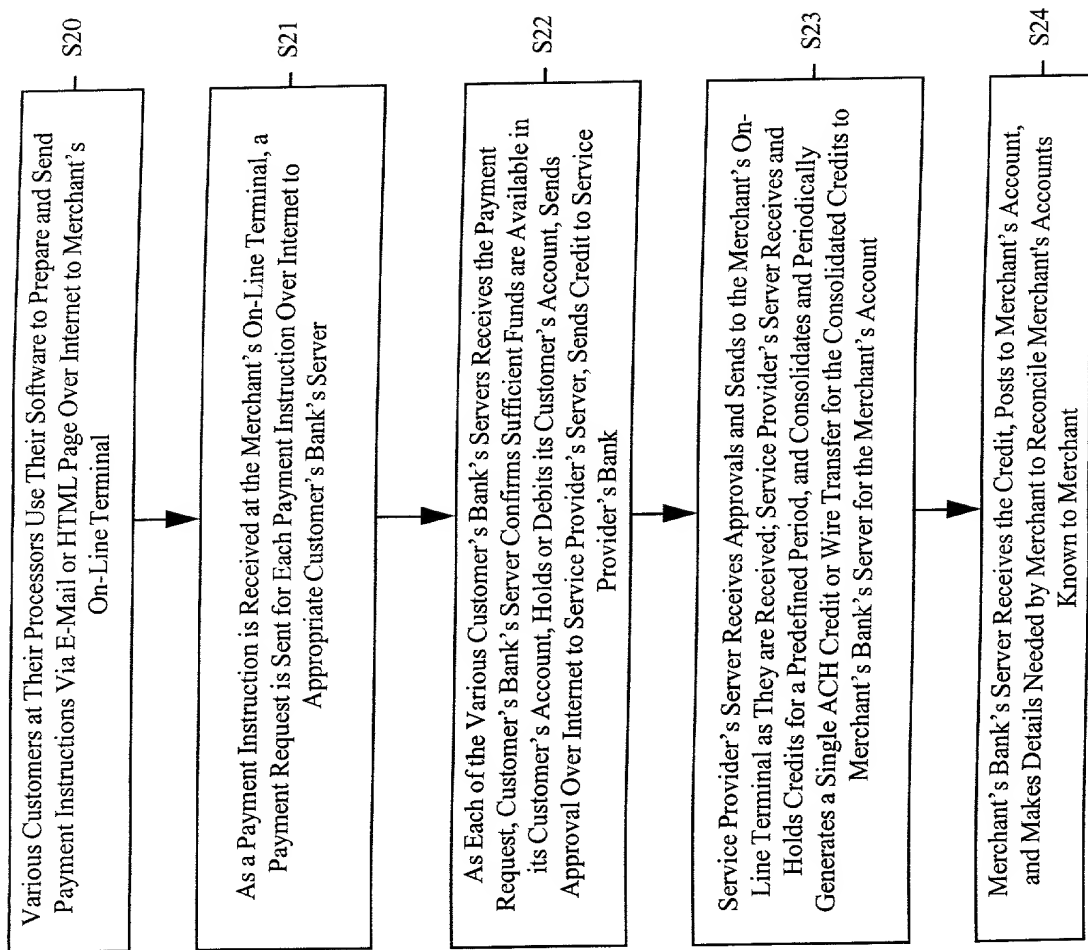 Various Customers at Their Processors Use Their Software to Prepare and Send
Payment Instructions Via E-Mail or HTML Page Over Internet to Merchant's
On-Line Terminal
S20
As a Payment Instruction is Received at the Merchant's On-Line Terminal, a
Payment Request is Sent for Each Payment Instruction Over Internet to
Appropriate Customer's Bank's Server
S21
As Each of the Various Customer's Bank's Servers Receives the Payment
Request, Customer's Bank's Server Confirms Sufficient Funds are Available in
its Customer's Account, Holds or Debits its Customer's Account, Sends
Approval Over Internet to Service Provider's Server, Sends Credit to Service
Provider's Bank
S22
Service Provider's Server Receives Approvals and Sends to the Merchant's On-
Line Terminal as They are Received; Service Provider's Server Receives and
Holds Credits for a Predefined Period, and Consolidates and Periodically
Generates a Single ACH Credit or Wire Transfer for the Consolidated Credits to
Merchant's Bank's Server for the Merchant's Account
S23
Merchant's Bank's Server Receives the Credit, Posts to Merchant's Account,
and Makes Details Needed by Merchant to Reconcile Merchant's Accounts
Known to Merchant
S24